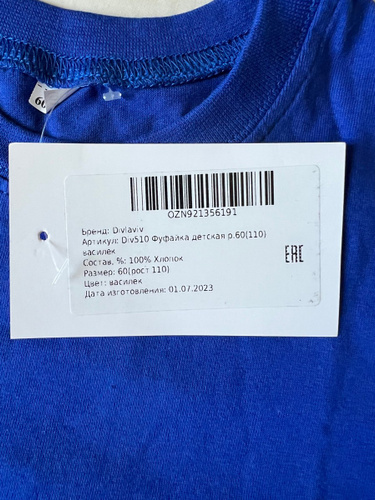 60
OZN921356191
Бренд: Divlaviv
Артикул: Div510 Фуфайка детская р.60(110)
василек
Состав, %: 100% Хлопок
Размер: 60(рост 110)
Цвет: василек
Дата изготовления: 01.07.2023
EAC